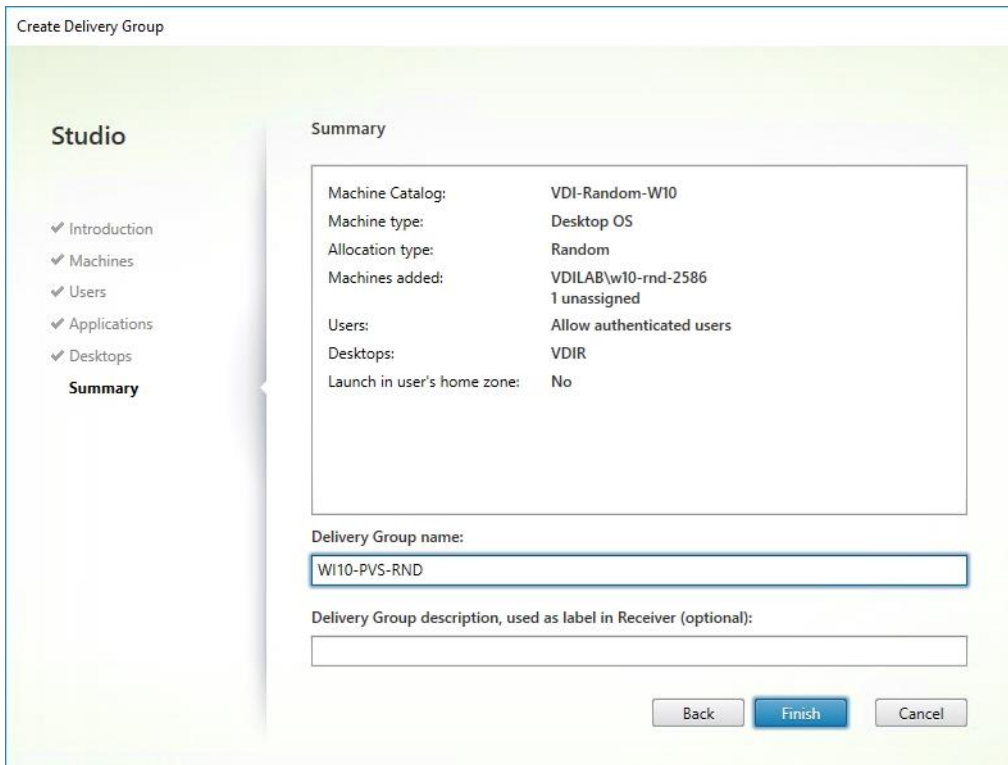 Create Delivery Group
Studio
✔ Introduction
✔ Machines
✔ Users
✔ Applications
✔ Desktops
Summary
Summary
Machine Catalog: VDI-Random-W10
Machine type: Desktop OS
Allocation type: Random
Machines added: VDILAB\w10-rnd-2586
1 unassigned
Users: Allow authenticated users
Desktops: VDIR
Launch in user's home zone: No
Delivery Group name:
WI10-PVS-RND
Delivery Group description, used as label in Receiver (optional):
Back Finish Cancel